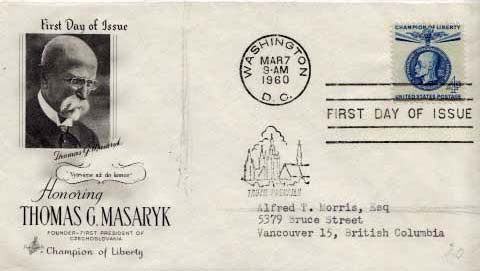 First Day of Issue
Thomas G. Masaryk
"Vytrváme až do konce"
Honoring
THOMAS G. MASARYK
FOUNDER-FIRST PRESIDENT OF
CZECHOSLOVAKIA
Champion of Liberty
WASHINGTON
MAR 7
9-AM
1960
D. C.
CHAMPION OF LIBERTY
4¢
UNITED STATES POSTAGE
FIRST DAY OF ISSUE
Alfred T. Morris, Esq
5379 Bruce Street
Vancouver 15, British Columbia
20